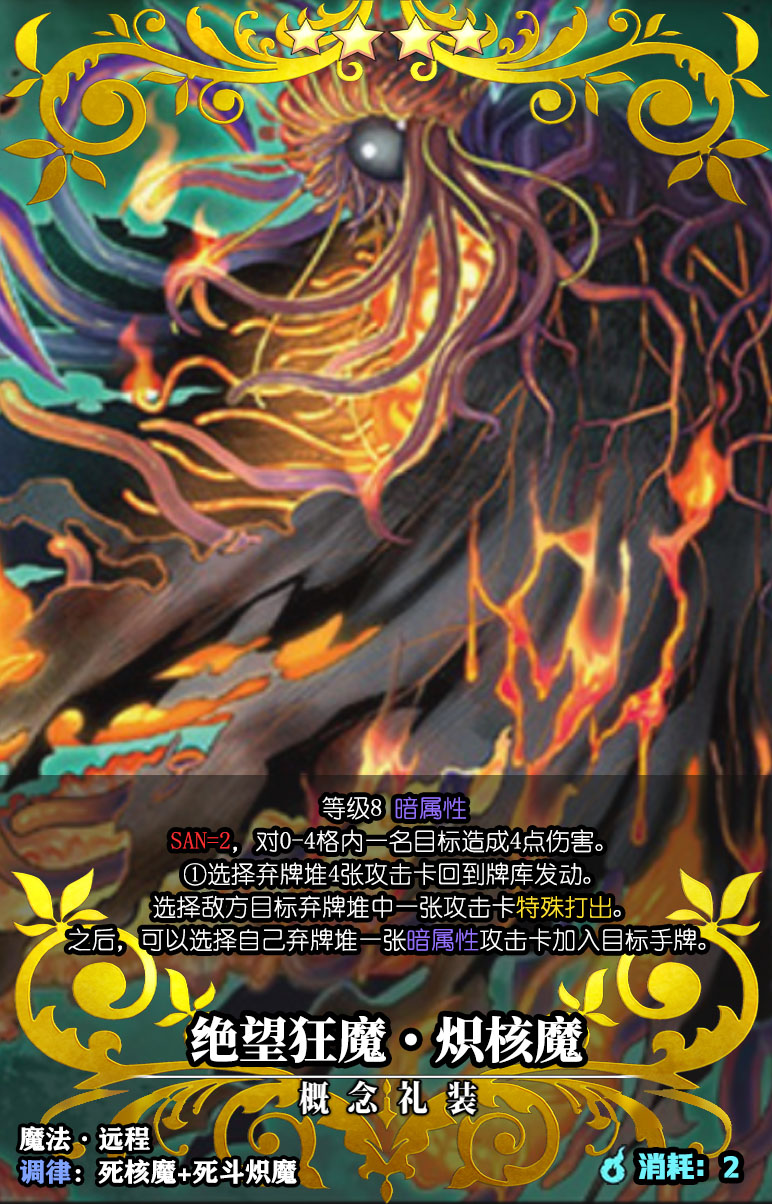 等级8 暗属性
SAN=2，对0-4格内一名目标造成4点伤害。
①选择弃牌堆4张攻击卡回到牌库发动。
选择敌方目标弃牌堆中一张攻击卡特殊打出。
之后，可以选择自己弃牌堆一张暗属性攻击卡加入目标手牌。
绝望狂魔·炽核魔
概念礼装
魔法·远程
调律：死核魔+死斗炽魔
消耗：2